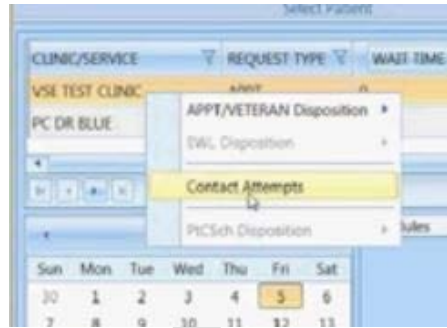 Select Patient
CLINIC/SERVICE REQUEST TYPE WAIT TIME
VSE TEST CLINIC APPT 0
APPT/VETERAN Disposition
PC DR BLUE
EWL Disposition
Contact Attempts
PtCSch Disposition
Sun Mon Tue Wed Thu Fri Sat
30 1 2 3 4 5 6
7 8 9 10 11 12 13